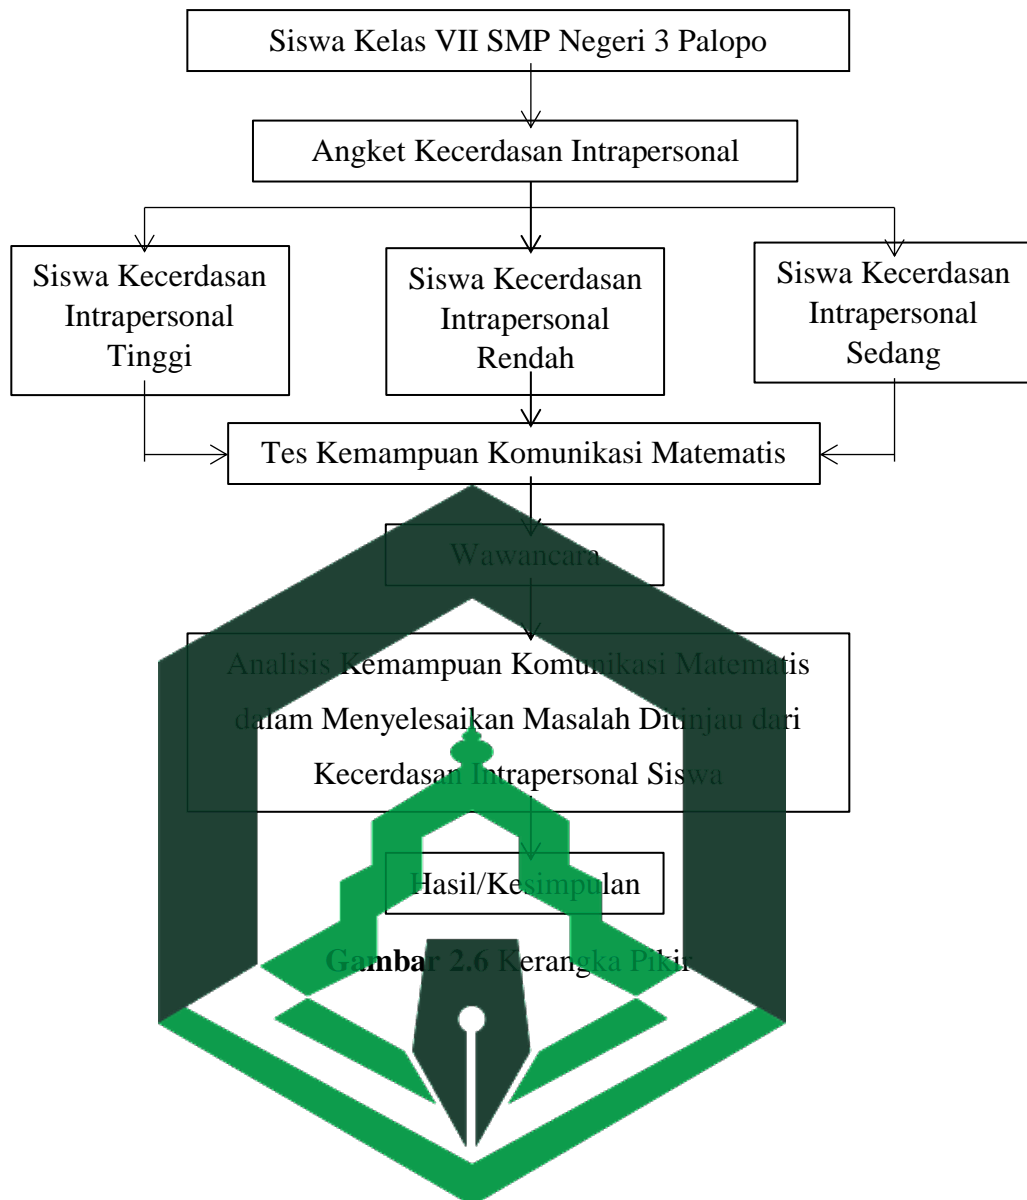 Siswa Kelas VII SMP Negeri 3 Palopo
Angket Kecerdasan Intrapersonal
Siswa Kecerdasan
Intrapersonal
Tinggi
Siswa Kecerdasan
Intrapersonal
Rendah
Siswa Kecerdasan
Intrapersonal
Sedang
Tes Kemampuan Komunikasi Matematis
Wawancara
Analisis Kemampuan Komunikasi Matematis
dalam Menyelesaikan Masalah Ditinjau dari
Kecerdasan Intrapersonal Siswa
Hasil/Kesimpulan
Gambar 2.6 Kerangka Pikir